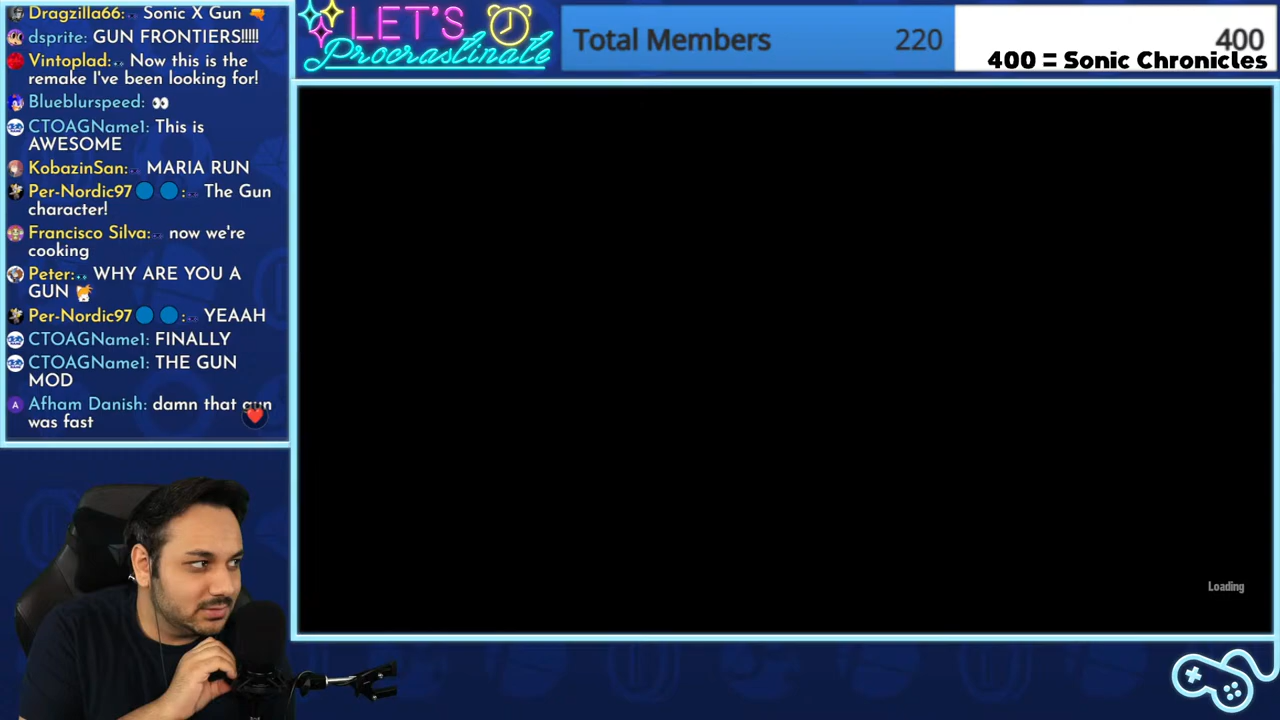 Dragzilla66: Sonic X Gun
dsprite: GUN FRONTIERS!!!!!
Vintoplad: Now this is the
remake I've been looking for!
Blueblurspeed:
CTOAGName1: This is
AWESOME
KobazinSan: MARIA RUN
Per-Nordic97 : The Gun
character!
Francisco Silva: now we're
cooking
Peter: WHY ARE YOU A
GUN
Per-Nordic97 : YEAAH
CTOAGName1: FINALLY
CTOAGName1: THE GUN
MOD
A Afham Danish: damn that gun
was fast
LET'S
Procrastinate
Total Members 220 400
400 = Sonic Chronicles
Loading